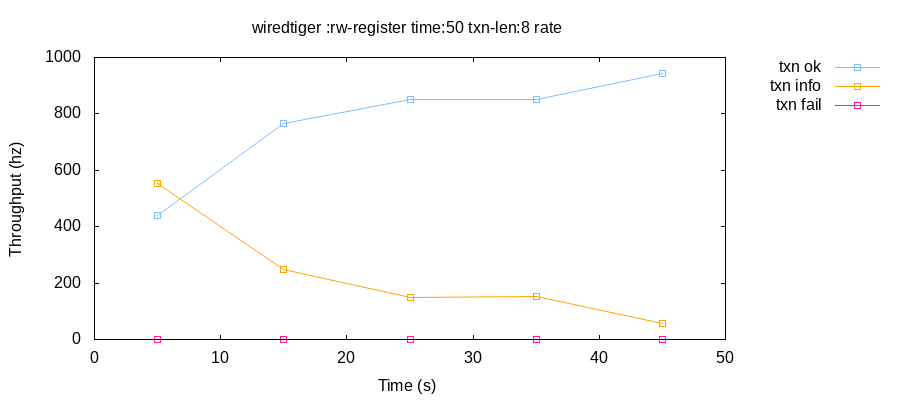 wiredtiger :rw-register time:50 txn-len:8 rate
1000
800
600
400
200
0
0 10 20 30 40 50
Throughput (hz)
Time (s)
txn ok
txn info
txn fail